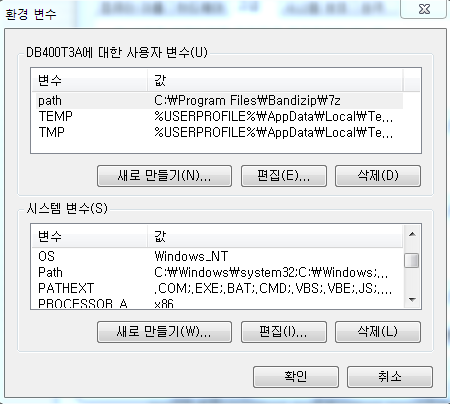 환경 변수
DB400T3A에 대한 사용자 변수(U)
변수 값
path C:₩Program Files₩Bandizip₩7z
TEMP %USERPROFILE%₩AppData₩Local₩Te,,,
TMP %USERPROFILE%₩AppData₩Local₩Te,,,
새로 만들기(N)... 편집(E)... 삭제(D)
시스템 변수(S)
변수 값
OS Windows_NT
Path C:₩Windows₩system32;C:₩Windows;,,,
PATHEXT .COM;.EXE;.BAT;.CMD;.VBS;.VBE;.JS;,,,
PROCESSOR_A x86
새로 만들기(W)... 편집(I)... 삭제(L)
확인 취소